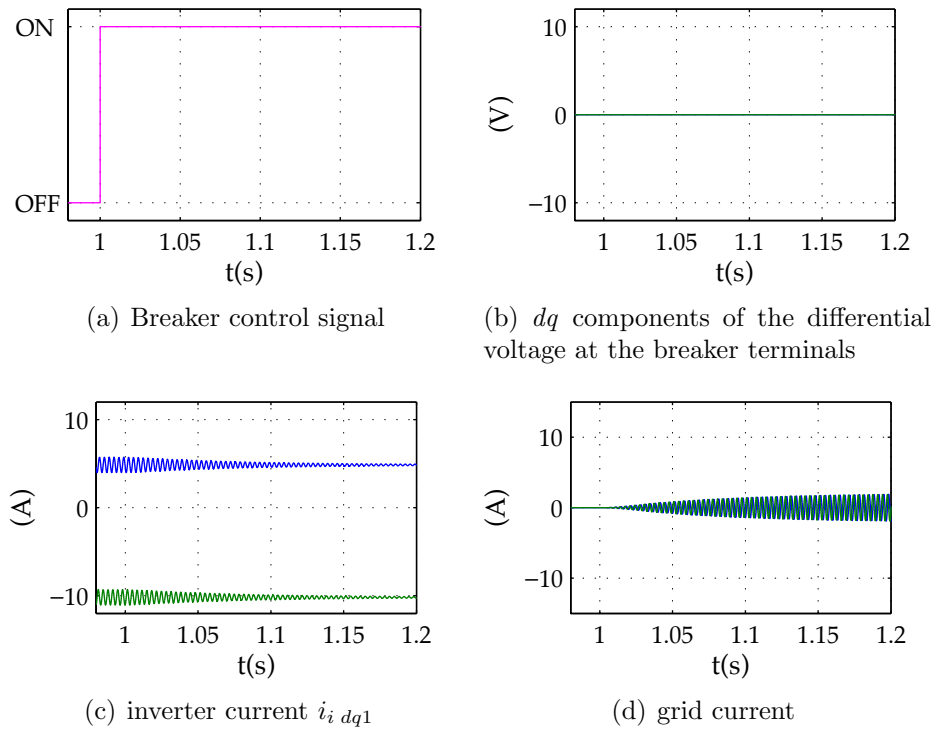 ON
OFF
1
1.05
1.1
1.15
1.2
t(s)
(a) Breaker control signal
(V)
10
0
−10
1
1.05
1.1
1.15
1.2
t(s)
(b) dq components of the differential
voltage at the breaker terminals
(A)
10
0
−10
1
1.05
1.1
1.15
1.2
t(s)
(c) inverter current i_{i dq1}
(A)
10
0
−10
1
1.05
1.1
1.15
1.2
t(s)
(d) grid current